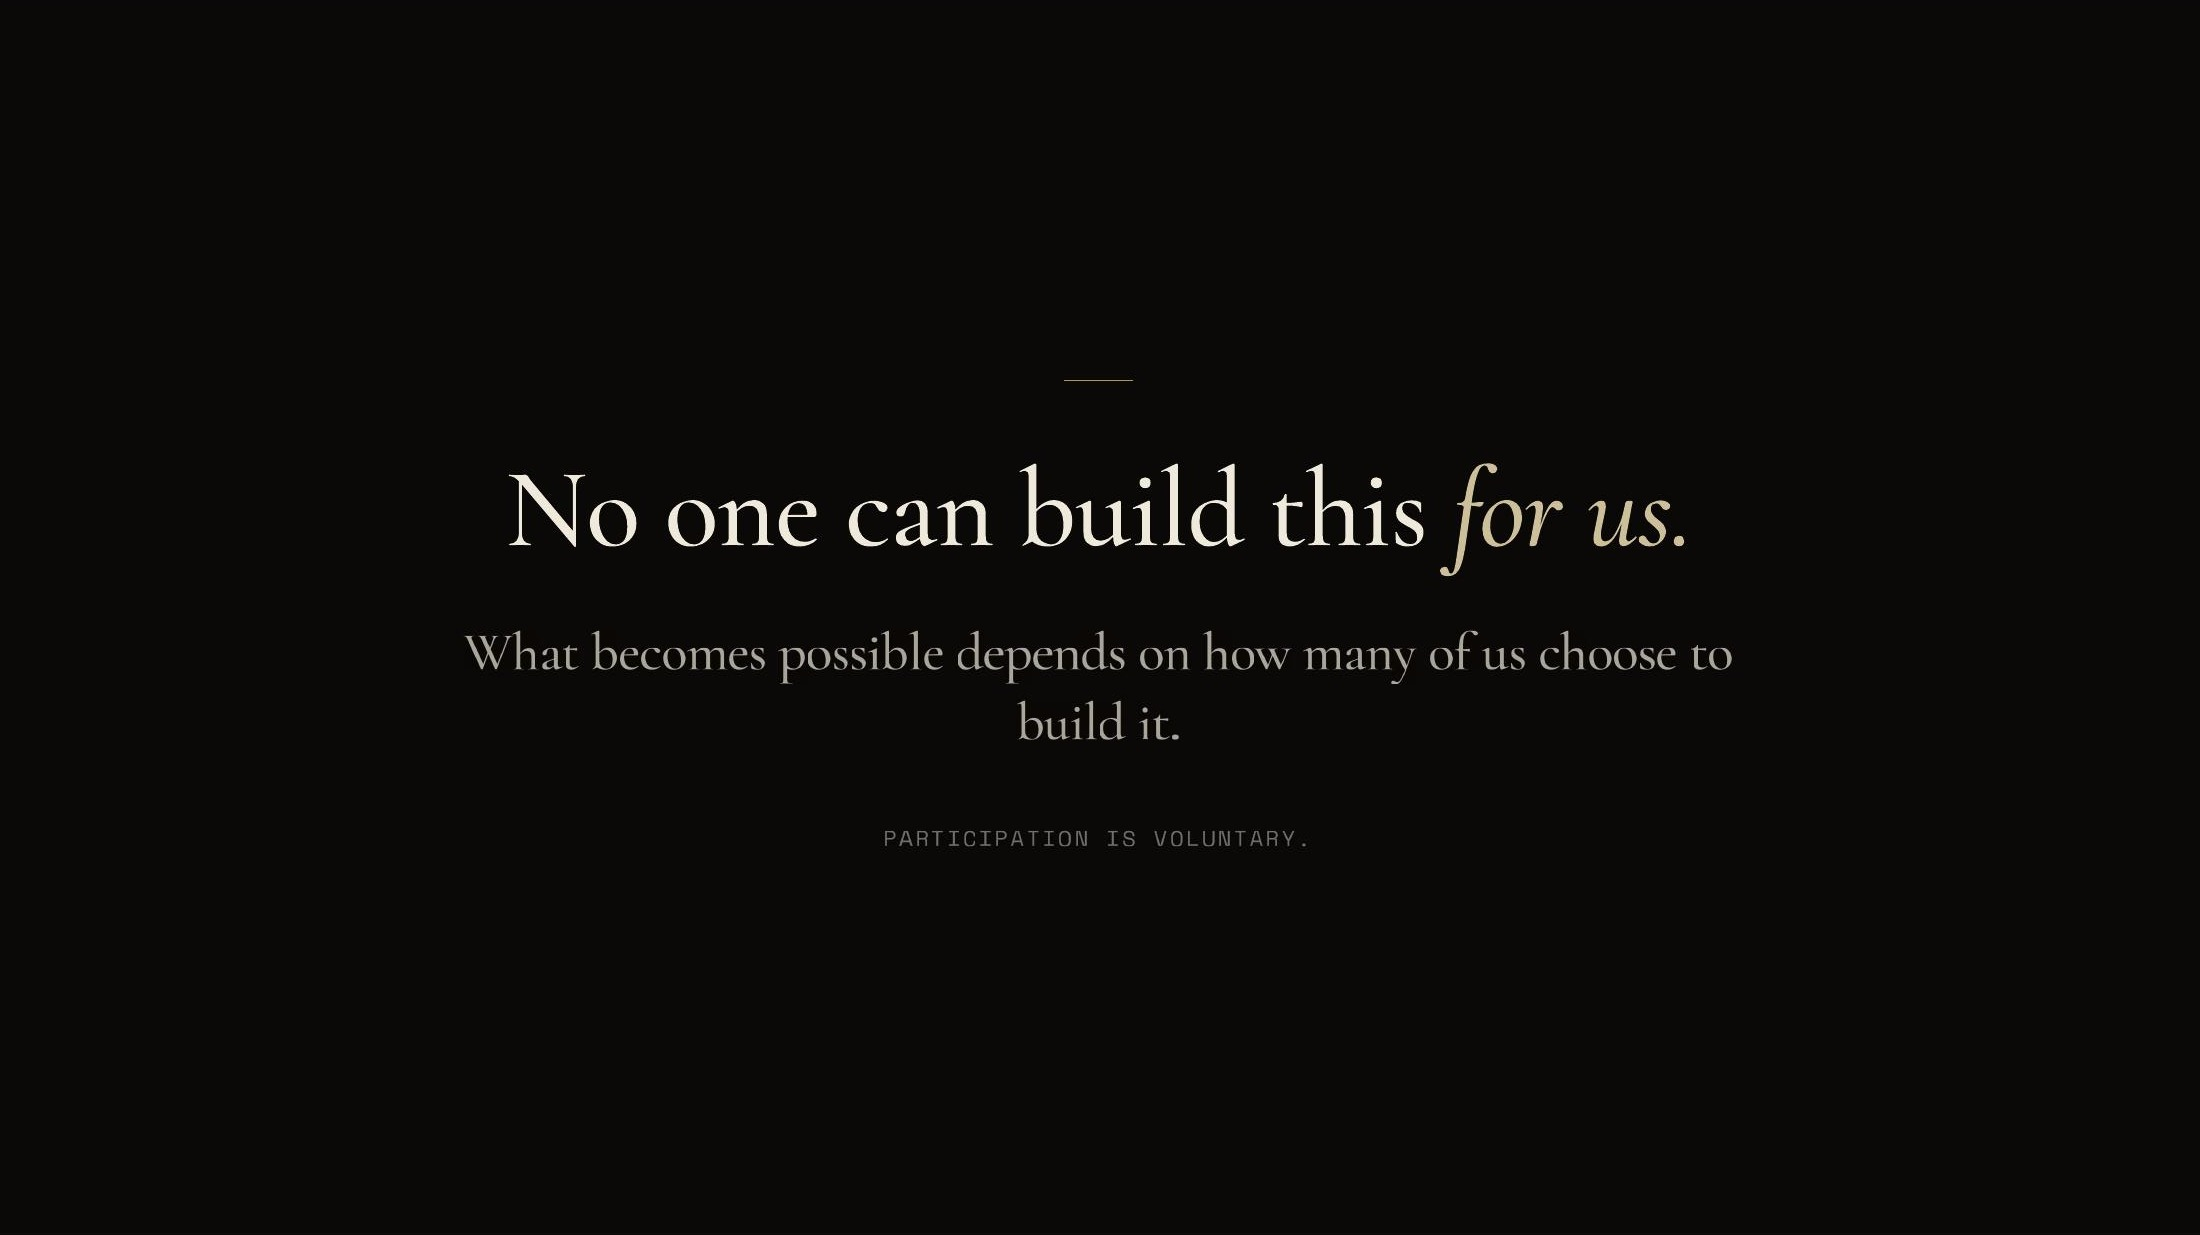 No one can build this for us.
What becomes possible depends on how many of us choose to
build it.
PARTICIPATION IS VOLUNTARY.